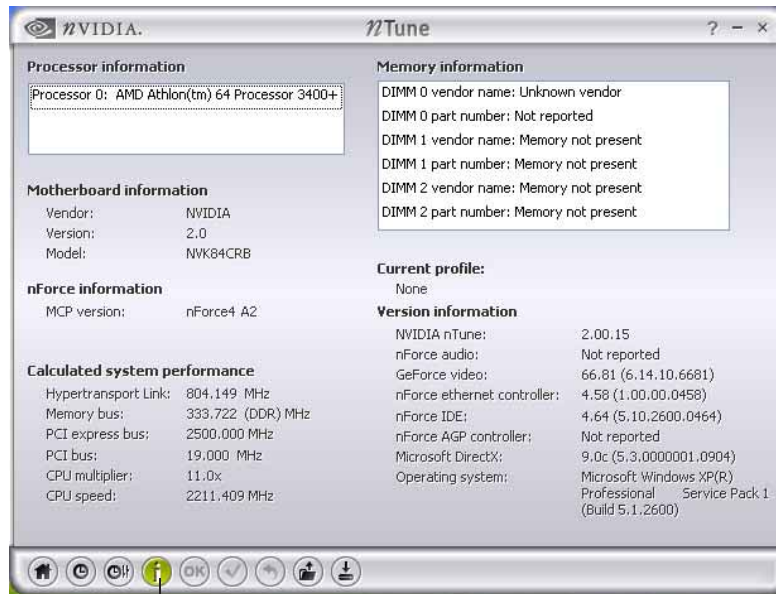 NVIDIA.
nTune
? - ×
Processor information
Processor 0: AMD Athlon(tm) 64 Processor 3400+
Motherboard information
Vendor: NVIDIA
Version: 2.0
Model: NVK84CRB
nForce information
MCP version: nForce4 A2
Calculated system performance
Hypertransport Link: 804.149 MHz
Memory bus: 333.722 (DDR) MHz
PCI express bus: 2500.000 MHz
PCI bus: 19.000 MHz
CPU multiplier: 11.0x
CPU speed: 2211.409 MHz
Memory information
DIMM 0 vendor name: Unknown vendor
DIMM 0 part number: Not reported
DIMM 1 vendor name: Memory not present
DIMM 1 part number: Memory not present
DIMM 2 vendor name: Memory not present
DIMM 2 part number: Memory not present
Current profile:
None
Version information
NVIDIA nTune: 2.00.15
nForce audio: Not reported
GeForce video: 66.81 (6.14.10.6681)
nForce ethernet controller: 4.58 (1.00.00.0458)
nForce IDE: 4.64 (5.10.2600.0464)
nForce AGP controller: Not reported
Microsoft DirectX: 9.0c (5.3.0000001.0904)
Operating system: Microsoft Windows XP(R)
Professional Service Pack 1
(Build 5.1.2600)
i
OK